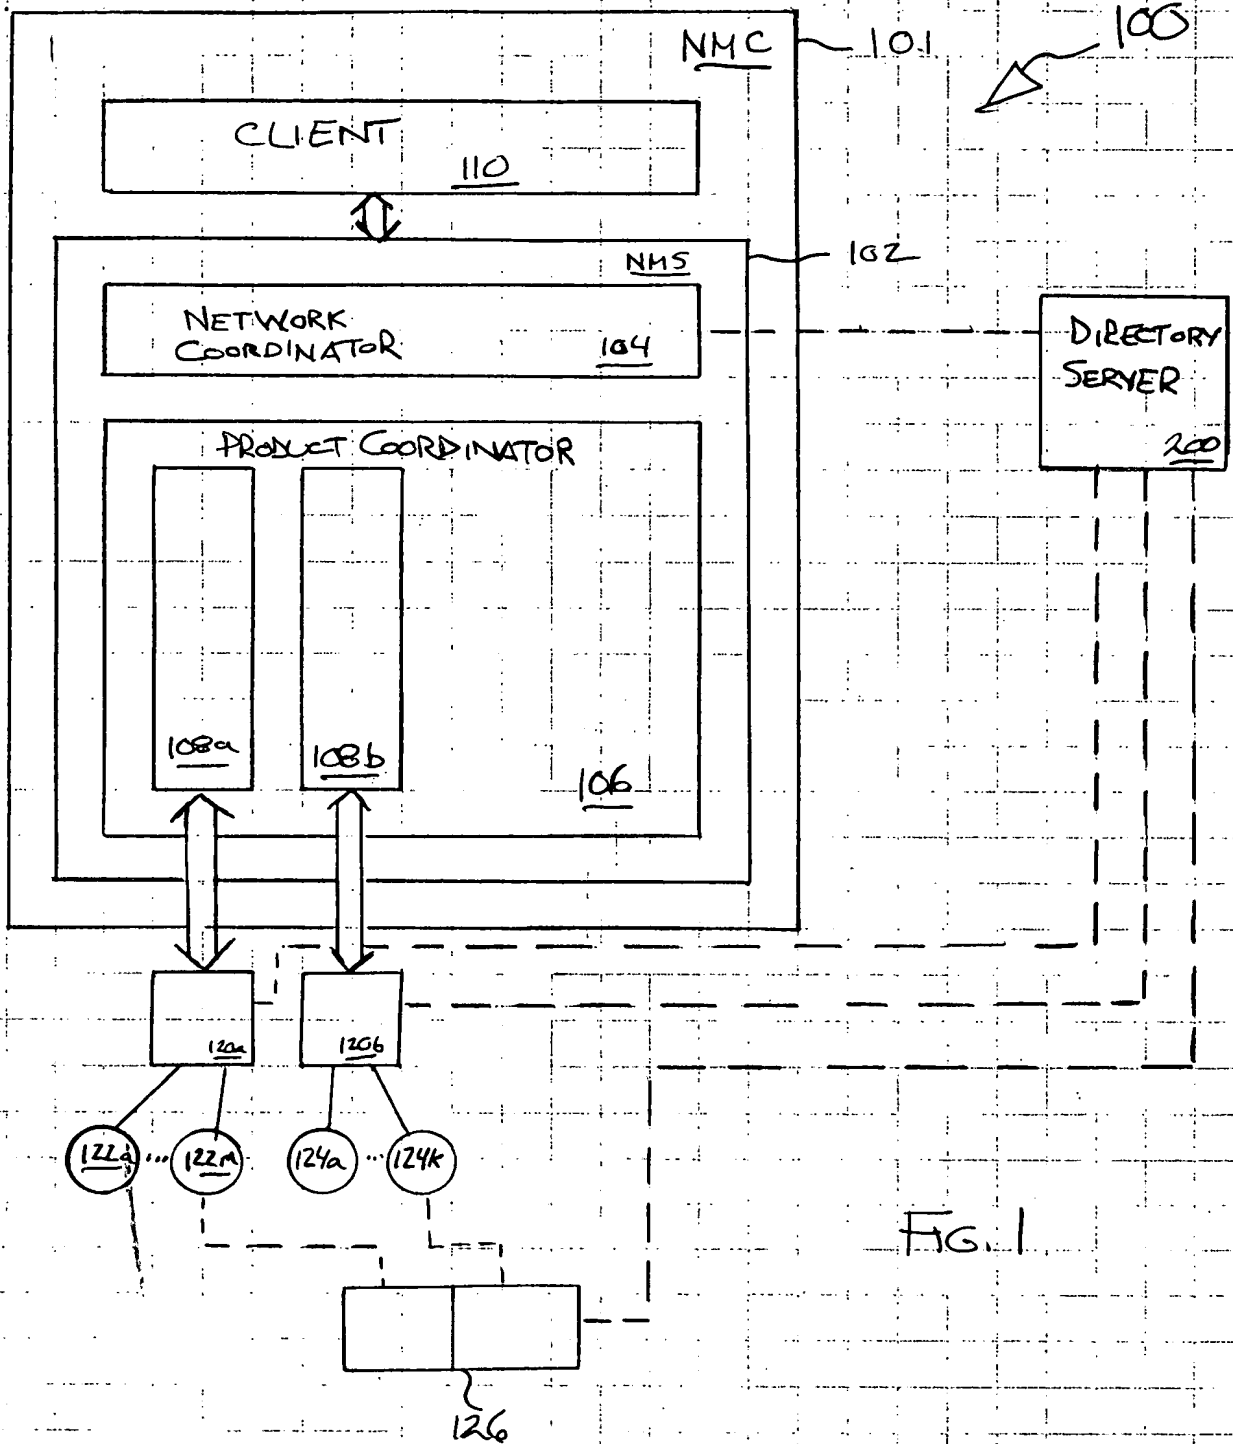 100
NMC
101
CLIENT
110
102
NMS
NETWORK
COORDINATOR
104
DIRECTORY
SERVER
200
PRODUCT COORDINATOR
108a
108b
106
120a
120b
122a
...
122m
124a
...
124k
FIG. 1
126